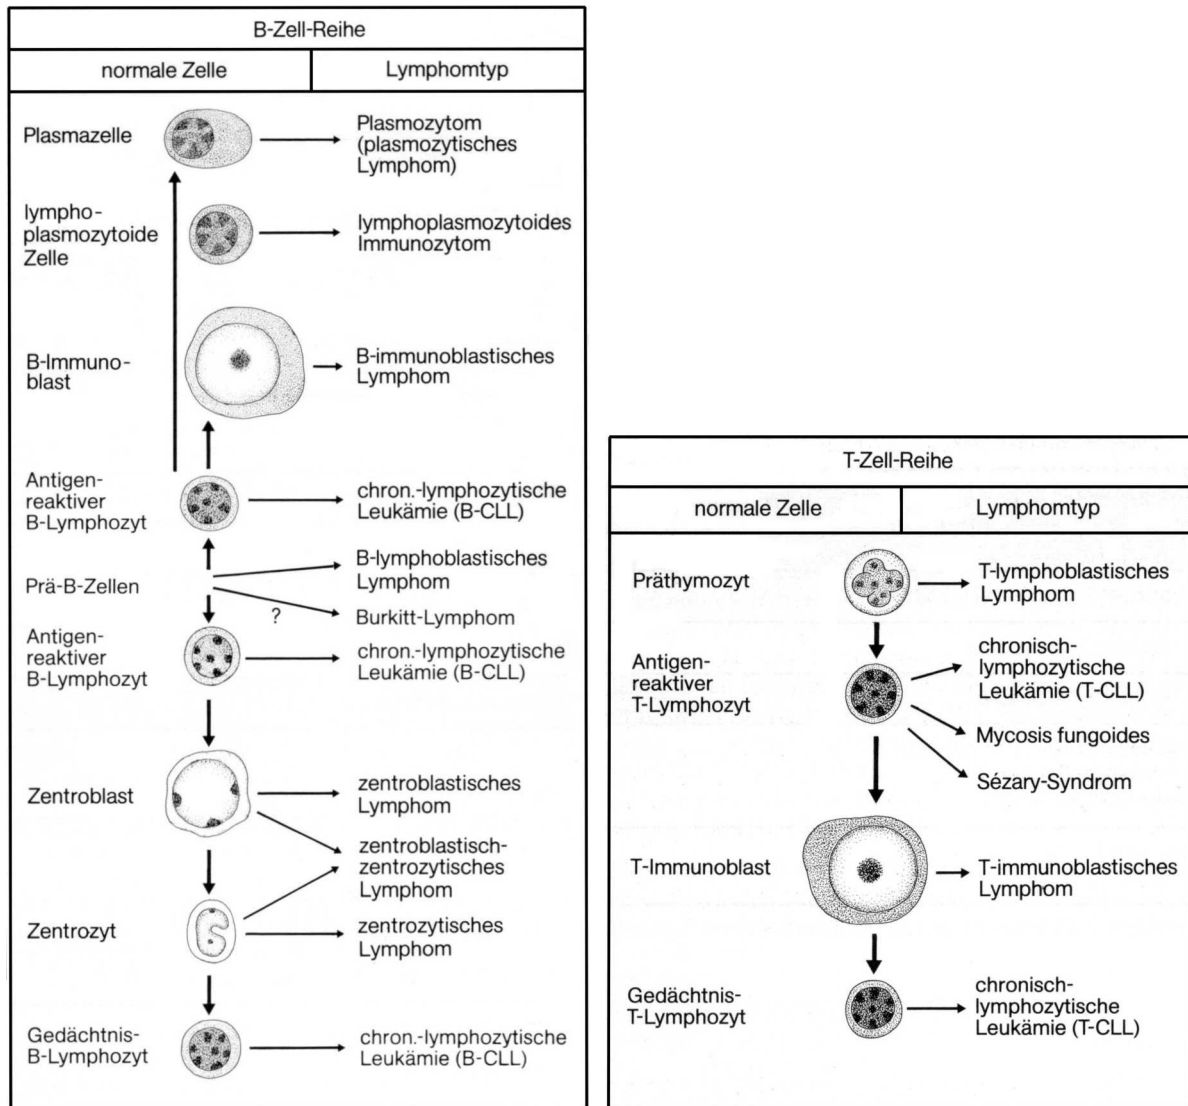 B-Zell-Reihe
normale Zelle
Lymphomtyp
Plasmazelle
Plasmozytom
(plasmozytisches
Lymphom)
lympho-
plasmozytoide
Zelle
lymphoplasmozytoides
Immunozytom
B-Immuno-
blast
B-immunoblastisches
Lymphom
Antigen-
reaktiver
B-Lymphozyt
chron.-lymphozytische
Leukämie (B-CLL)
Prä-B-Zellen
B-lymphoblastisches
Lymphom
?
Burkitt-Lymphom
Antigen-
reaktiver
B-Lymphozyt
chron.-lymphozytische
Leukämie (B-CLL)
Zentroblast
zentroblastisches
Lymphom
zentroblastisch-
zentrozytisches
Lymphom
Zentrozyt
zentrozytisches
Lymphom
Gedächtnis-
B-Lymphozyt
chron.-lymphozytische
Leukämie (B-CLL)
T-Zell-Reihe
normale Zelle
Lymphomtyp
Präthymozyt
T-lymphoblastisches
Lymphom
Antigen-
reaktiver
T-Lymphozyt
chronisch-
lymphozytische
Leukämie (T-CLL)
Mycosis fungoides
Sézary-Syndrom
T-Immunoblast
T-immunoblastisches
Lymphom
Gedächtnis-
T-Lymphozyt
chronisch-
lymphozytische
Leukämie (T-CLL)